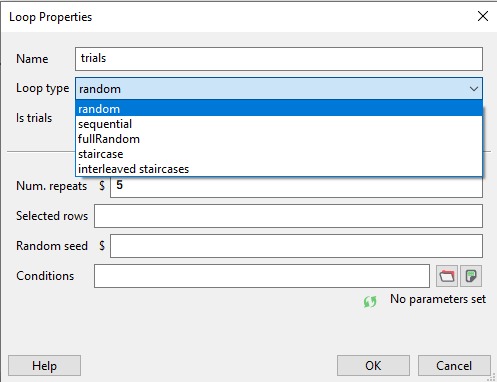 Loop Properties
Name trials
Loop type random
random
Is trials
sequential
fullRandom
staircase
interleaved staircases
Num. repeats $ 5
Selected rows
Random seed $
Conditions
No parameters set
Help OK Cancel